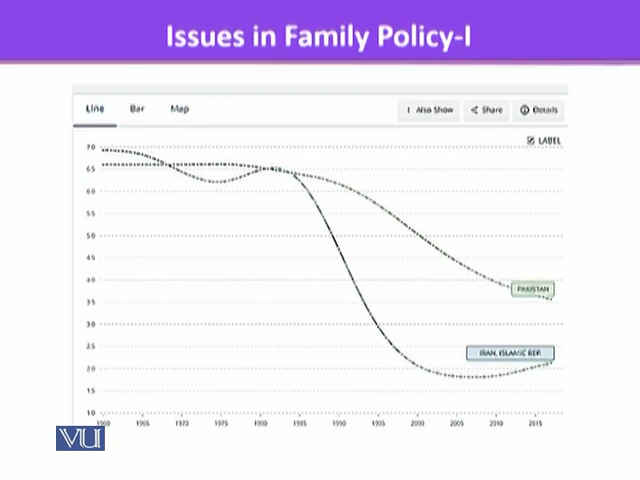 Issues in Family Policy-I
Line Bar Map Also Show Share Details
LABEL
7.0
6.5
6.0
5.5
5.0
4.5
4.0
3.5
3.0
2.5
2.0
1.5
1.0
PAKISTAN
IRAN, ISLAMIC REP.
1960 1965 1970 1975 1980 1985 1990 1995 2000 2005 2010 2015
VU